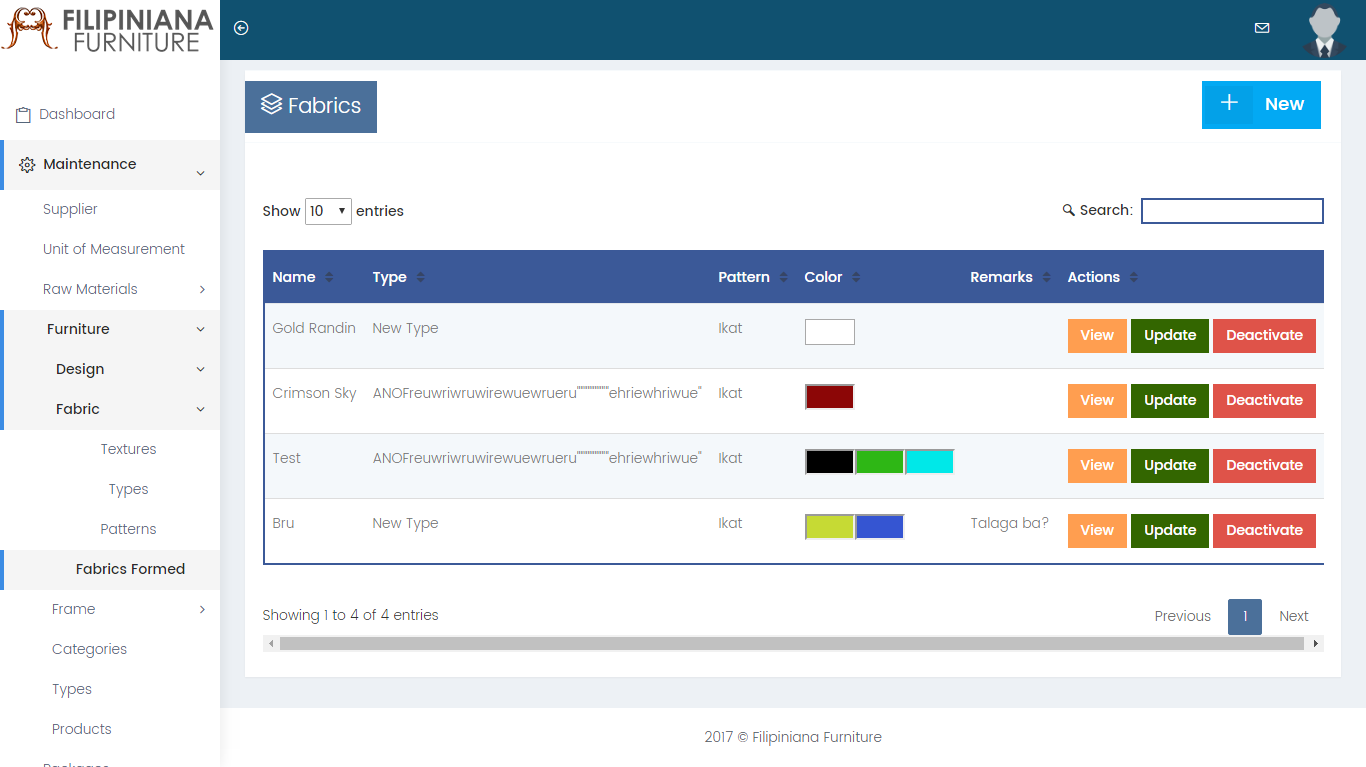 FILIPINIANA
FURNITURE
Dashboard
Maintenance
Supplier
Unit of Measurement
Raw Materials
Furniture
Design
Fabric
Textures
Types
Patterns
Fabrics Formed
Frame
Categories
Types
Products
Packages
Fabrics
New
Show 10 entries
Search:
Name Type Pattern Color Remarks Actions
Gold Randin New Type Ikat View Update Deactivate
Crimson Sky ANOFreuwriwruwirewuewrueru""""""""ehriewhriwue" Ikat View Update Deactivate
Test ANOFreuwriwruwirewuewrueru""""""""ehriewhriwue" Ikat View Update Deactivate
Bru New Type Ikat Talaga ba? View Update Deactivate
Showing 1 to 4 of 4 entries
Previous 1 Next
2017 © Filipiniana Furniture